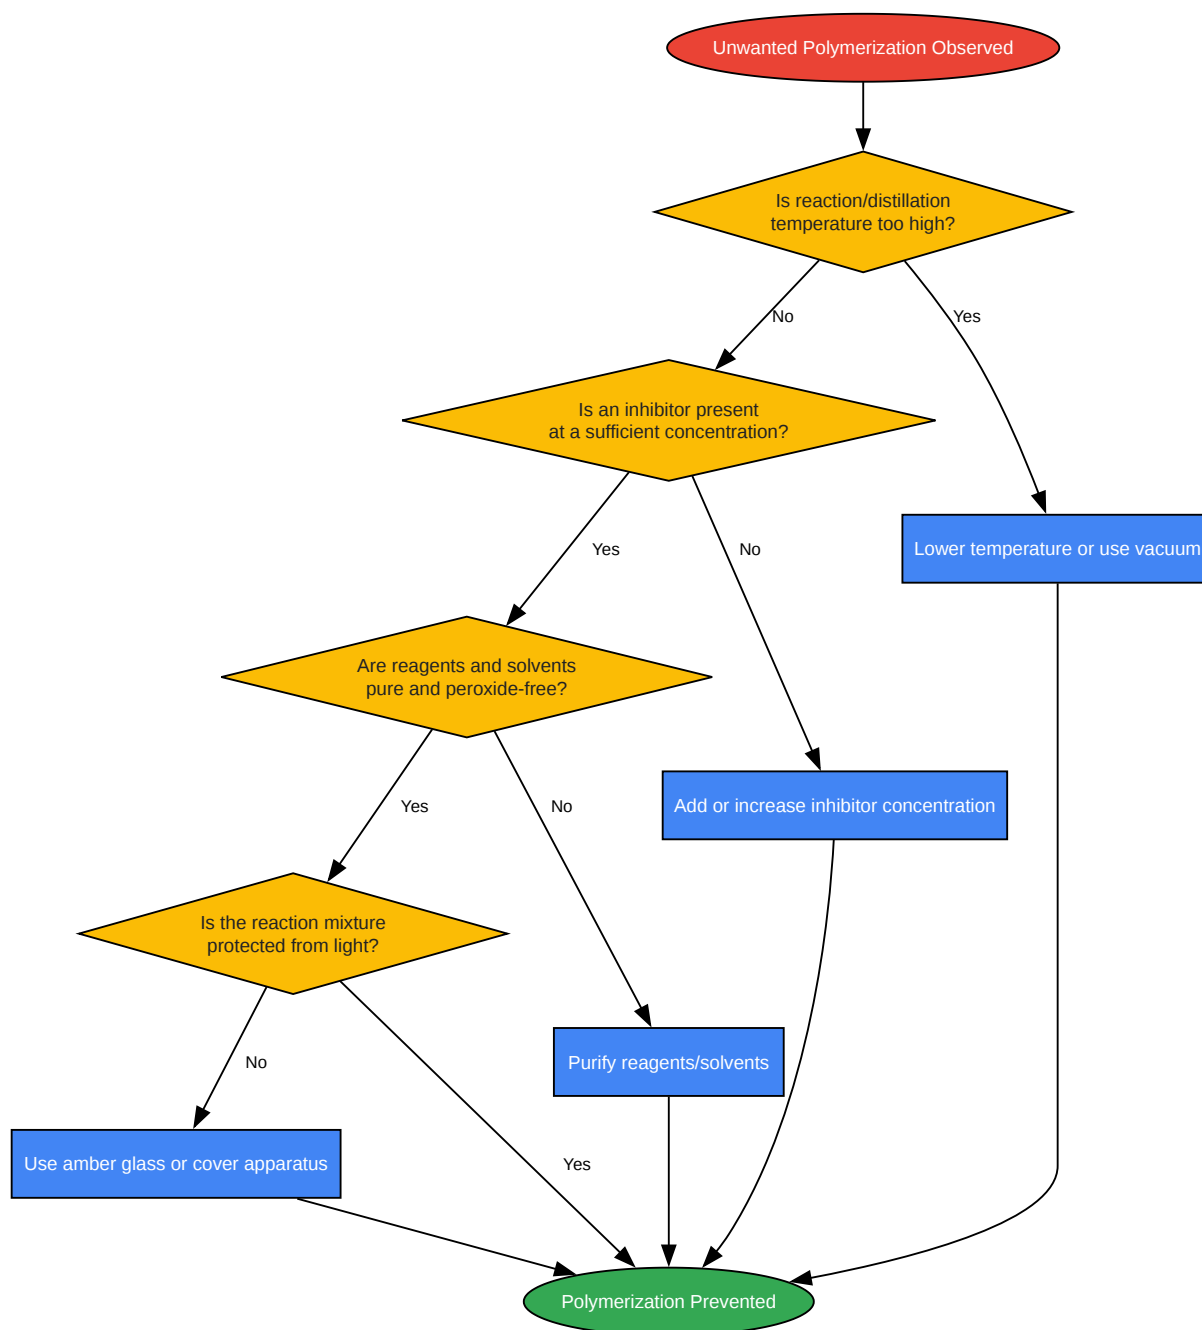 Unwanted Polymerization Observed
Is reaction/distillation
temperature too high?
No
Yes
Is an inhibitor present
at a sufficient concentration?
Yes
No
Lower temperature or use vacuum
Are reagents and solvents
pure and peroxide-free?
Yes
No
Add or increase inhibitor concentration
Is the reaction mixture
protected from light?
No
Yes
Purify reagents/solvents
Use amber glass or cover apparatus
Polymerization Prevented